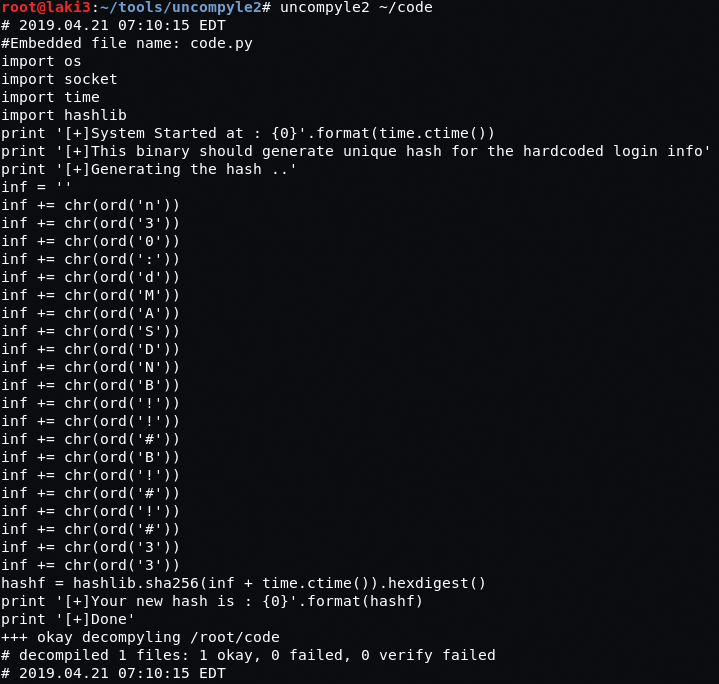 root@laki3:~/tools/uncompyle2# uncompyle2 ~/code
# 2019.04.21 07:10:15 EDT
#Embedded file name: code.py
import os
import socket
import time
import hashlib
print '[+]System Started at : {0}'.format(time.ctime())
print '[+]This binary should generate unique hash for the hardcoded login info'
print '[+]Generating the hash ..'
inf = ''
inf += chr(ord('n'))
inf += chr(ord('3'))
inf += chr(ord('0'))
inf += chr(ord(':'))
inf += chr(ord('d'))
inf += chr(ord('M'))
inf += chr(ord('A'))
inf += chr(ord('S'))
inf += chr(ord('D'))
inf += chr(ord('N'))
inf += chr(ord('B'))
inf += chr(ord('!'))
inf += chr(ord('!'))
inf += chr(ord('#'))
inf += chr(ord('B'))
inf += chr(ord('!'))
inf += chr(ord('#'))
inf += chr(ord('!'))
inf += chr(ord('#'))
inf += chr(ord('3'))
inf += chr(ord('3'))
hashf = hashlib.sha256(inf + time.ctime()).hexdigest()
print '[+]Your new hash is : {0}'.format(hashf)
print '[+]Done'
+++ okay decompyling /root/code
# decompiled 1 files: 1 okay, 0 failed, 0 verify failed
# 2019.04.21 07:10:15 EDT